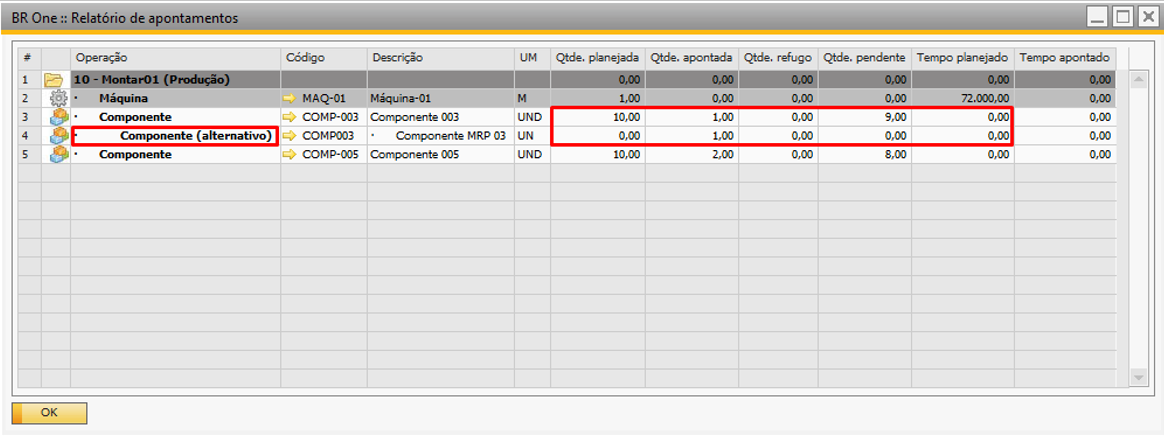 BR One :: Relatório de apontamentos
# Operação Código Descrição UM Qtde. planejada Qtde. apontada Qtde. refugo Qtde. pendente Tempo planejado Tempo apontado
1 10 - Montar01 (Produção) 0,00 0,00 0,00 0,00 0,00 0,00
2 · Máquina MAQ-01 Máquina-01 M 1,00 0,00 0,00 0,00 72.000,00 0,00
3 · Componente COMP-003 Componente 003 UND 10,00 1,00 0,00 9,00 0,00 0,00
4 · Componente (alternativo) COMP003 · Componente MRP 03 UN 0,00 1,00 0,00 0,00 0,00 0,00
5 · Componente COMP-005 Componente 005 UND 10,00 2,00 0,00 8,00 0,00 0,00
OK